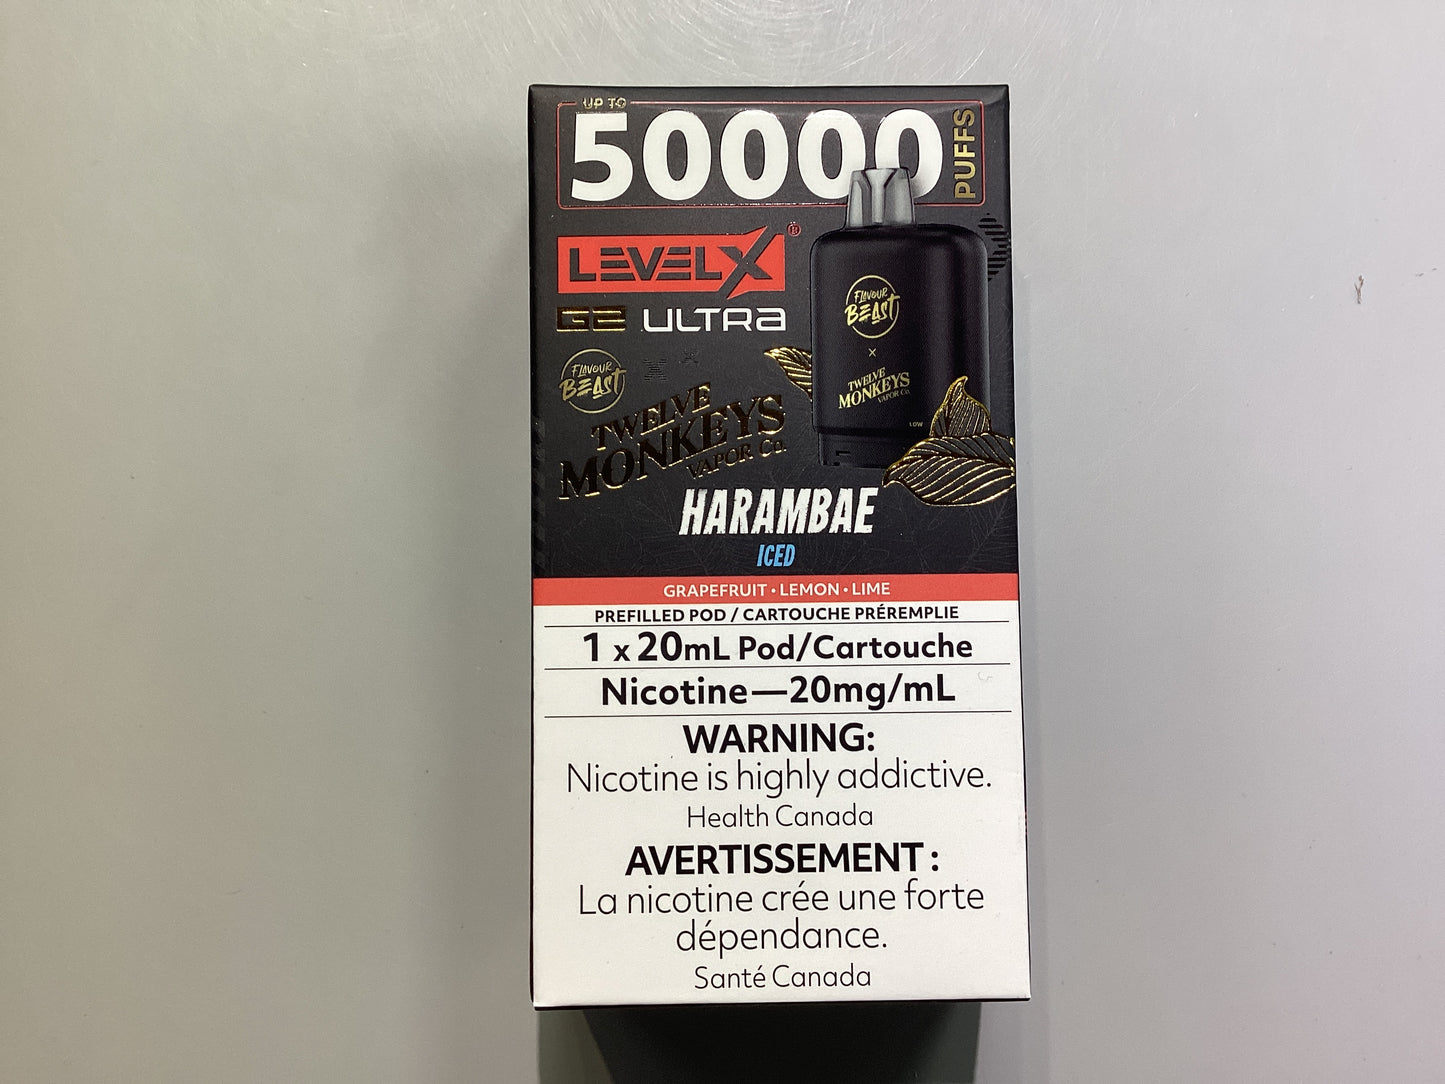 UP TO
50000
PUFFS
LEVEL X®
G2 ULTRA
FLAVOUR
BEAST
X
TWELVE
MONKEYS
VAPOR Co.
FLAVOUR
BEAST
X
TWELVE
MONKEYS
VAPOR Co.
LOW
HARAMBAE
ICED
GRAPEFRUIT • LEMON • LIME
PREFILLED POD / CARTOUCHE PRÉREMPLIE
1 x 20mL Pod/Cartouche
Nicotine—20mg/mL
WARNING:
Nicotine is highly addictive.
Health Canada
AVERTISSEMENT :
La nicotine crée une forte
dépendance.
Santé Canada